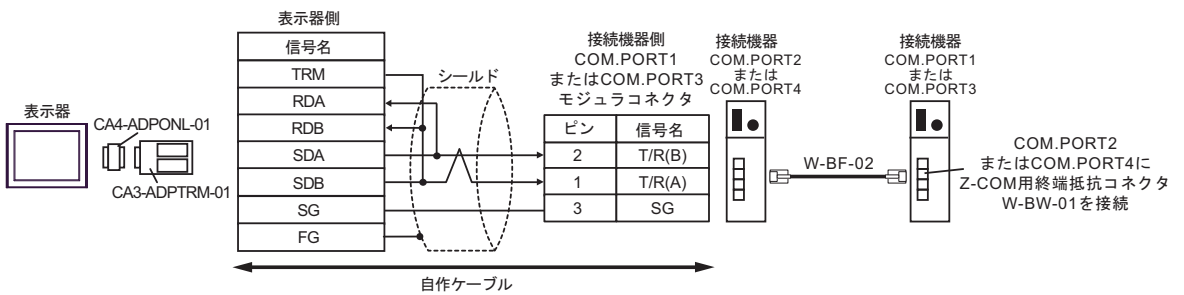 表示器
CA4-ADPONL-01
CA3-ADPTRM-01
表示器側
信号名
TRM
RDA
RDB
SDA
SDB
SG
FG
シールド
自作ケーブル
接続機器側
COM.PORT1
またはCOM.PORT3
モジュラコネクタ
ピン 信号名
2 T/R(B)
1 T/R(A)
3 SG
接続機器
COM.PORT2
または
COM.PORT4
W-BF-02
接続機器
COM.PORT1
または
COM.PORT3
COM.PORT2
またはCOM.PORT4に
Z-COM用終端抵抗コネクタ
W-BW-01を接続